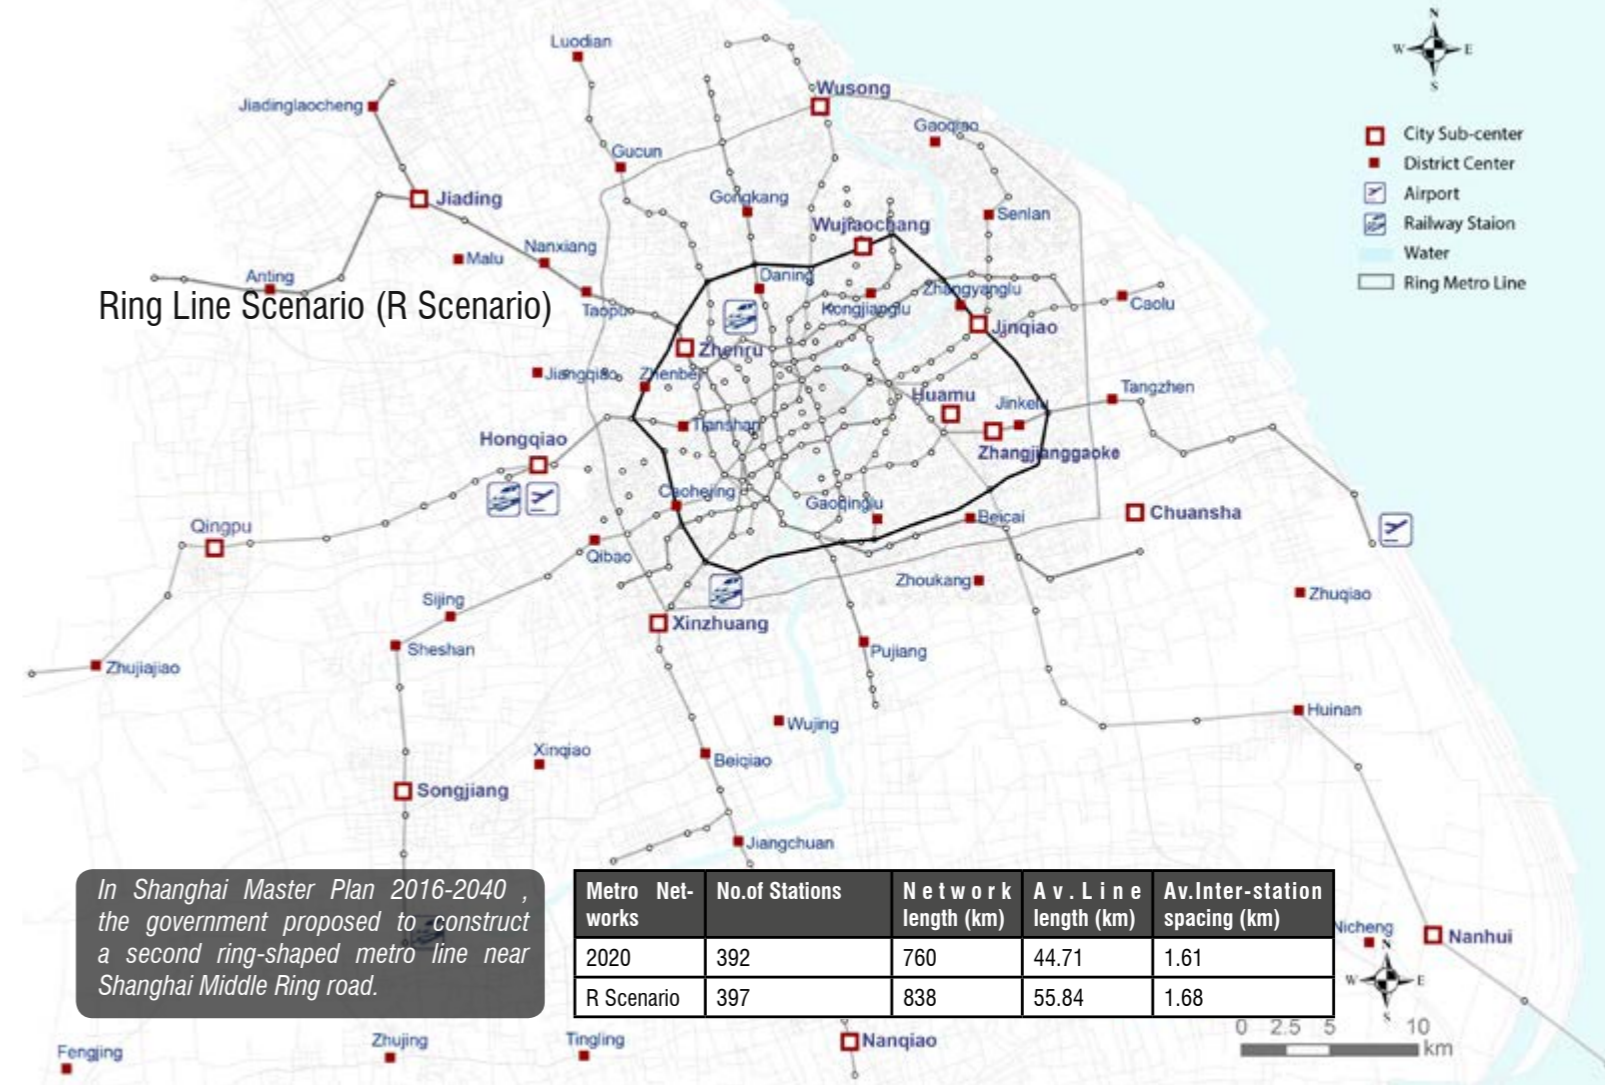 N
W E
S
Luodian
Wusong
Jiadinglaocheng
Gaoqiao
City Sub-center
Gucun
District Center
Jiading
Gongkang
Airport
Senlan
Railway Staion
Wujiaochang
Nanxiang
Malu
Water
Anting
Daning
Ring Metro Line
Zhangyanglu
Ring Line Scenario (R Scenario)
Taopu
Kongjianglu
Caolu
Jinqiao
Zhenru
Jiangqiao
Zhenbei
Tangzhen
Huamu
Jinkelu
Tianshan
Hongqiao
Zhangjianggaoke
Caohejing
Gaoqinglu
Beicai
Chuansha
Qingpu
Qibao
Zhoukang
Zhuqiao
Sijing
Xinzhuang
Sheshan
Pujiang
Zhujiajiao
Huinan
Wujing
Xinqiao
Beiqiao
Songjiang
Jiangchuan
In Shanghai Master Plan 2016-2040 ,
the government proposed to construct
a second ring-shaped metro line near
Shanghai Middle Ring road.
Metro Net-
works
No.of Stations
Network
length (km)
Av.Line
length (km)
Av.Inter-station
spacing (km)
2020 392 760 44.71 1.61
R Scenario 397 838 55.84 1.68
Nicheng
Nanhui
N
W E
S
0 2.5 5 10
km
Nanqiao
Zhujing
Tingling
Fengjing